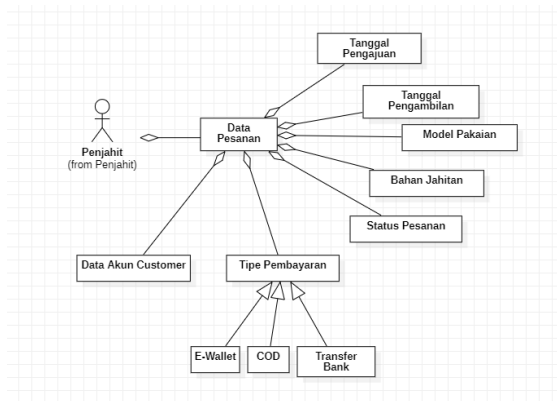 Tanggal
Pengajuan
Tanggal
Pengambilan
Data
Pesanan
Model Pakaian
Penjahit
(from Penjahit)
Bahan Jahitan
Status Pesanan
Data Akun Customer
Tipe Pembayaran
E-Wallet
COD
Transfer
Bank